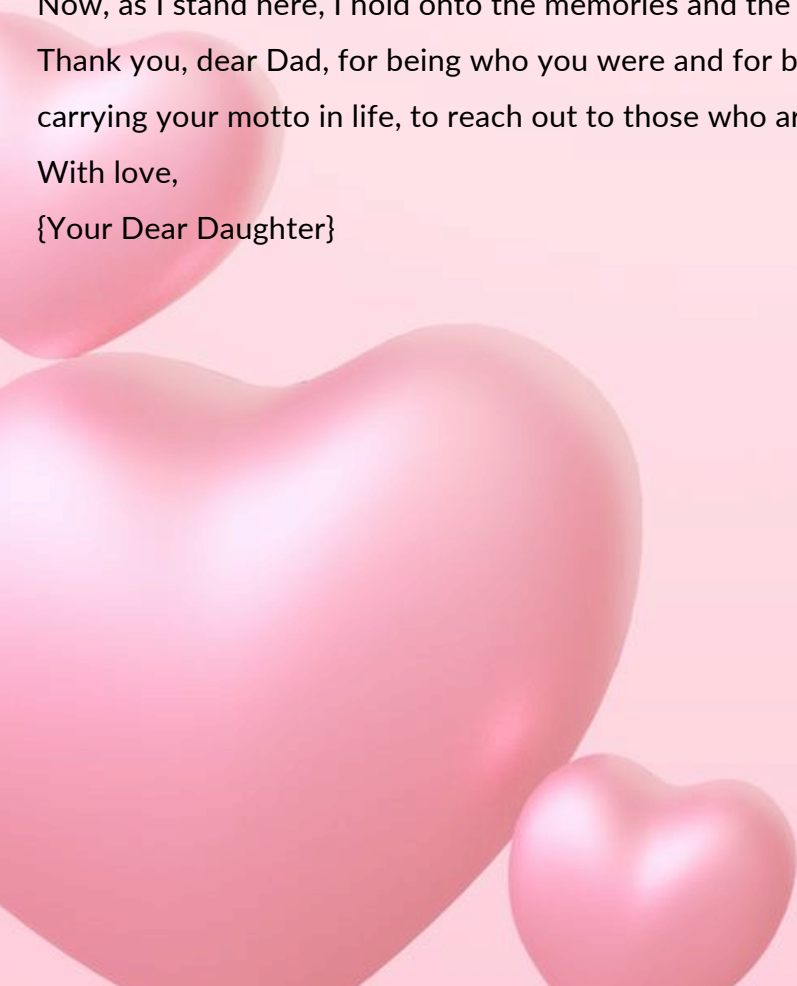 Now, as I stand here, I hold onto the memories and the
Thank you, dear Dad, for being who you were and for b
carrying your motto in life, to reach out to those who ar
With love,
{Your Dear Daughter}